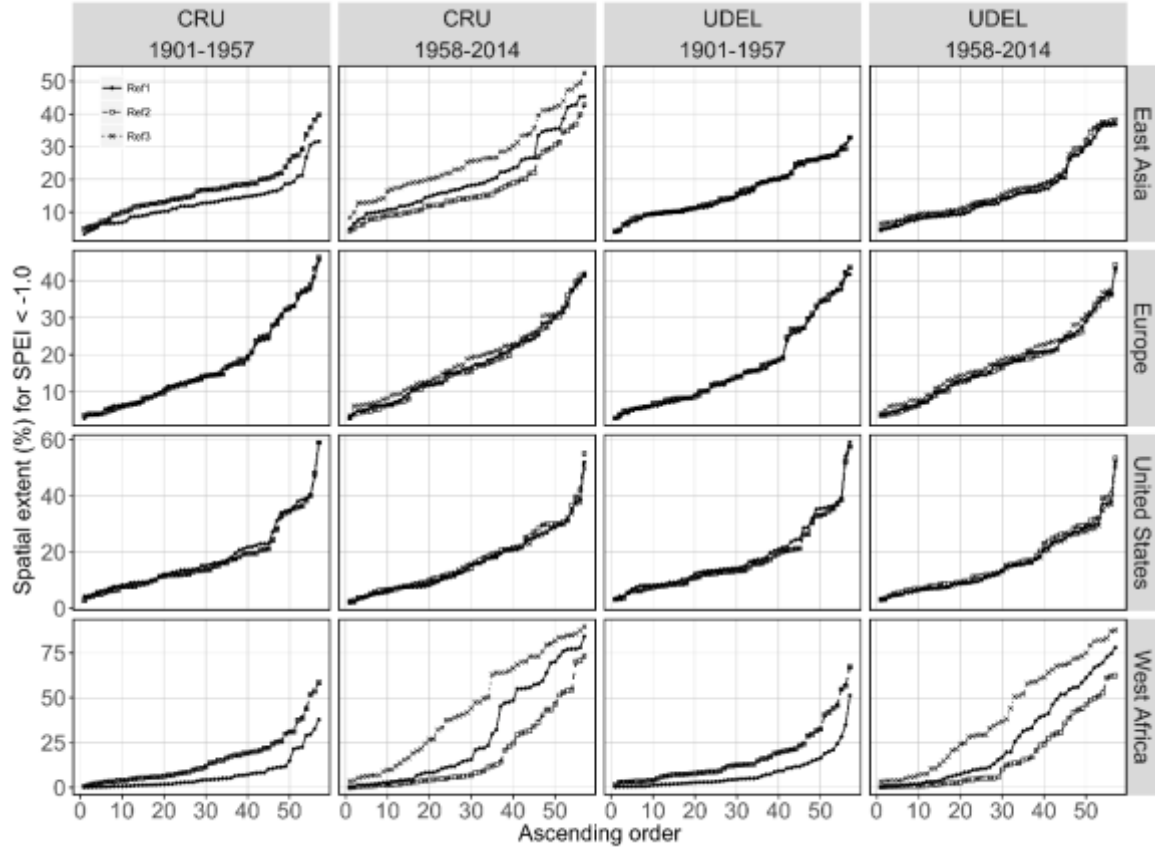 CRU CRU UDEL UDEL
1901-1957 1958-2014 1901-1957 1958-2014
Ref1
Ref2
Ref3
50
40
30
20
10
East Asia
40
30
20
10
Europe
60
40
20
0
United States
75
50
25
0
West Africa
Spatial extent (%) for SPEI < -1.0
0 10 20 30 40 50 0 10 20 30 40 50 0 10 20 30 40 50 0 10 20 30 40 50
Ascending order